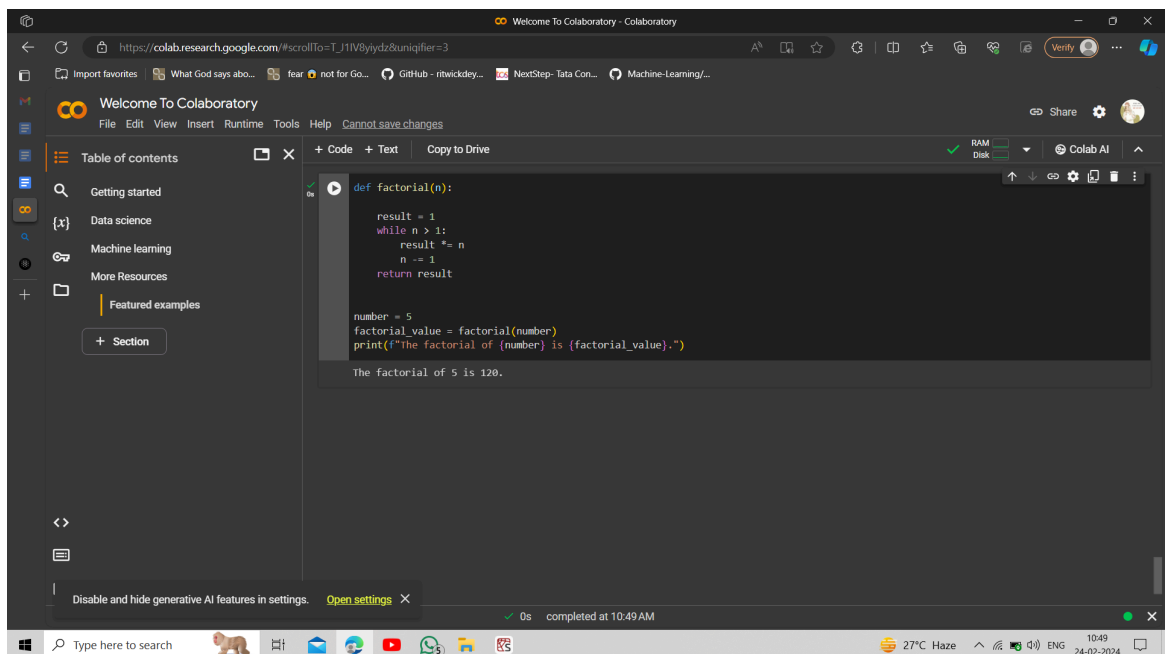 Welcome To Colaboratory - Colaboratory
https://colab.research.google.com/#scrollTo=T_J1IV8yiydz&uniqifier=3
Verify
Import favorites
What God says abo...
fear 😱 not for Go...
GitHub - ritwickdey...
NextStep- Tata Con...
Machine-Learning/...
Welcome To Colaboratory
File Edit View Insert Runtime Tools Help Cannot save changes
Share
Table of contents
+ Code + Text Copy to Drive
RAM
Disk
Colab AI
Getting started
Data science
Machine learning
More Resources
Featured examples
+ Section
{x}
0s
def factorial(n):
result = 1
while n > 1:
result *= n
n -= 1
return result
number = 5
factorial_value = factorial(number)
print(f"The factorial of {number} is {factorial_value}.")
The factorial of 5 is 120.
Disable and hide generative AI features in settings. Open settings
0s completed at 10:49 AM
Type here to search
5
27°C Haze
ENG
10:49
24-02-2024